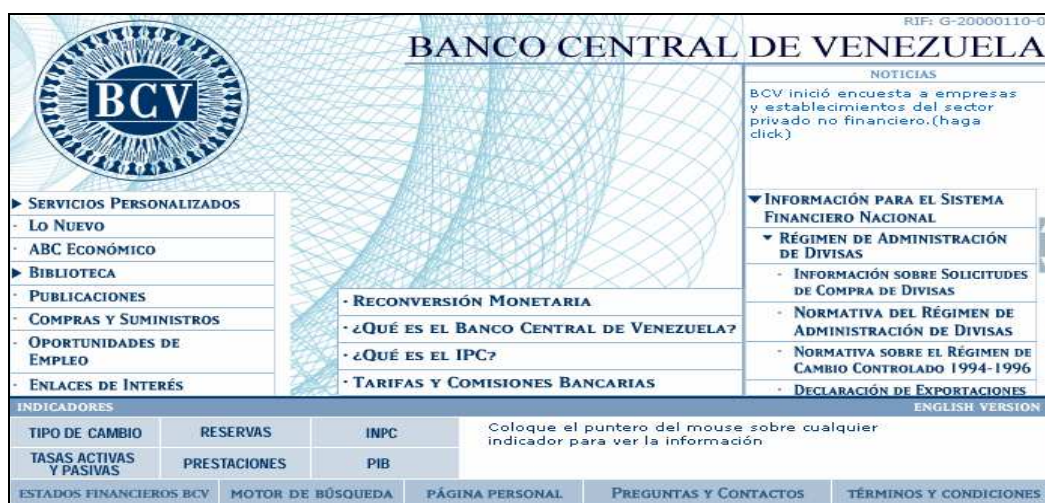 RIF: G-20000110-0
BANCO CENTRAL DE VENEZUELA
BCV
NOTICIAS
BCV inició encuesta a empresas
y establecimientos del sector
privado no financiero.(haga
click)
SERVICIOS PERSONALIZADOS
LO NUEVO
ABC ECONÓMICO
BIBLIOTECA
PUBLICACIONES
COMPRAS Y SUMINISTROS
OPORTUNIDADES DE
EMPLEO
ENLACES DE INTERÉS
· RECONVERSIÓN MONETARIA
· ¿QUÉ ES EL BANCO CENTRAL DE VENEZUELA?
· ¿QUÉ ES EL IPC?
· TARIFAS Y COMISIONES BANCARIAS
INFORMACIÓN PARA EL SISTEMA
FINANCIERO NACIONAL
RÉGIMEN DE ADMINISTRACIÓN
DE DIVISAS
INFORMACIÓN SOBRE SOLICITUDES
DE COMPRA DE DIVISAS
NORMATIVA DEL RÉGIMEN DE
ADMINISTRACIÓN DE DIVISAS
NORMATIVA SOBRE EL RÉGIMEN DE
CAMBIO CONTROLADO 1994-1996
DECLARACIÓN DE EXPORTACIONES
INDICADORES
ENGLISH VERSION
TIPO DE CAMBIO
RESERVAS
INPC
TASAS ACTIVAS
Y PASIVAS
PRESTACIONES
PIB
Coloque el puntero del mouse sobre cualquier
indicador para ver la información
ESTADOS FINANCIEROS BCV
MOTOR DE BÚSQUEDA
PÁGINA PERSONAL
PREGUNTAS Y CONTACTOS
TÉRMINOS Y CONDICIONES